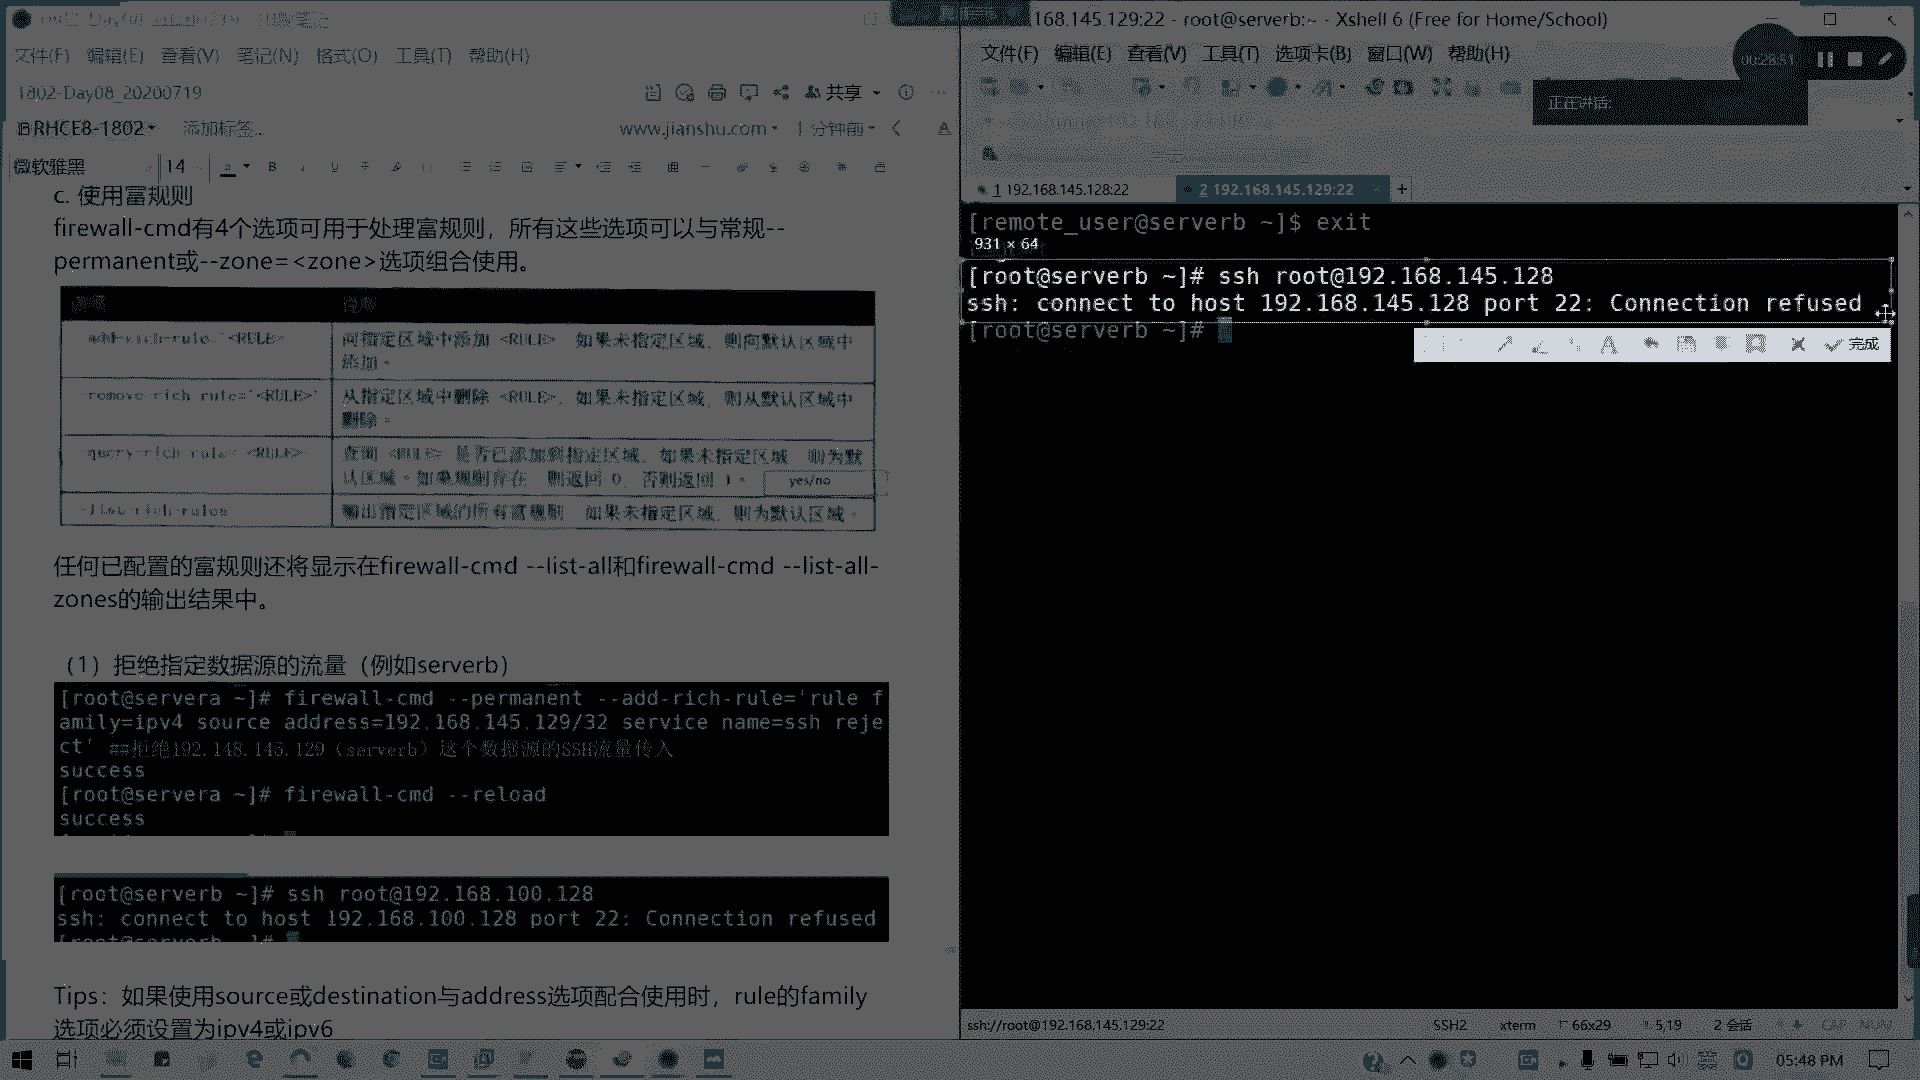 文件(F) 编辑(E) 查看(V) 笔记(N) 格式(O) 工具(T) 帮助(H)
1802-Day08_20200719
共享
RHCE8-1802 添加标签...
www.jianshu.com 1 分钟前
微软雅黑 14
c. 使用富规则
firewall-cmd有4个选项可用于处理富规则，所有这些选项可以与常规--
permanent或--zone=<zone>选项组合使用。
向指定区域中添加 <RULE> 如果未指定区域，则向默认区域中
添加。
从指定区域中删除 <RULE>，如果未指定区域，则从默认区域中
删除。
查询 <RULE> 是否已添加到指定区域，如果未指定区域，则为默
认区域。如果规则存在，则返回 0，否则返回 1。
yes/no
输出指定区域的所有富规则，如果未指定区域，则为默认区域。
任何已配置的富规则还将显示在firewall-cmd --list-all和firewall-cmd --list-all-
zones的输出结果中。
（1）拒绝指定数据源的流量（例如serverb）
[root@servera ~]# firewall-cmd --permanent --add-rich-rule='rule f
amily=ipv4 source address=192.168.145.129/32 service name=ssh reje
ct' ##拒绝192.148.145.129（serverb）这个数据源的SSH流量传入
success
[root@servera ~]# firewall-cmd --reload
success
[root@serverb ~]# ssh root@192.168.100.128
ssh: connect to host 192.168.100.128 port 22: Connection refused
[root@serverb ~]#
Tips：如果使用source或destination与address选项配合使用时，rule的family
选项必须设置为ipv4或ipv6
168.145.129:22 - root@serverb:~ - Xshell 6 (Free for Home/School)
文件(F) 编辑(E) 查看(V) 工具(T) 选项卡(B) 窗口(W) 帮助(H)
00:28:51
正在讲话:
1 192.168.145.128:22
2 192.168.145.129:22 × +
[remote_user@serverb ~]$ exit
931 × 64
[root@serverb ~]# ssh root@192.168.145.128
ssh: connect to host 192.168.145.128 port 22: Connection refused
[root@serverb ~]#
完成
ssh://root@192.168.145.129:22 SSH2 xterm 66x29 5,19 2 会话 CAP NUM
英 05:48 PM